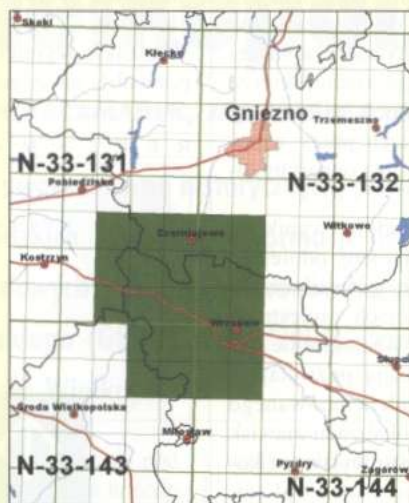 Skoki
Kłecko
Gniezno
Trzemeszno
N-33-131
N-33-132
Pobiedziska
Czerniejewo
Witkowo
Kostrzyn
Września
Środa Wielkopolska
Miłosław
N-33-143
Pyzdry
Zagórów
N-33-144